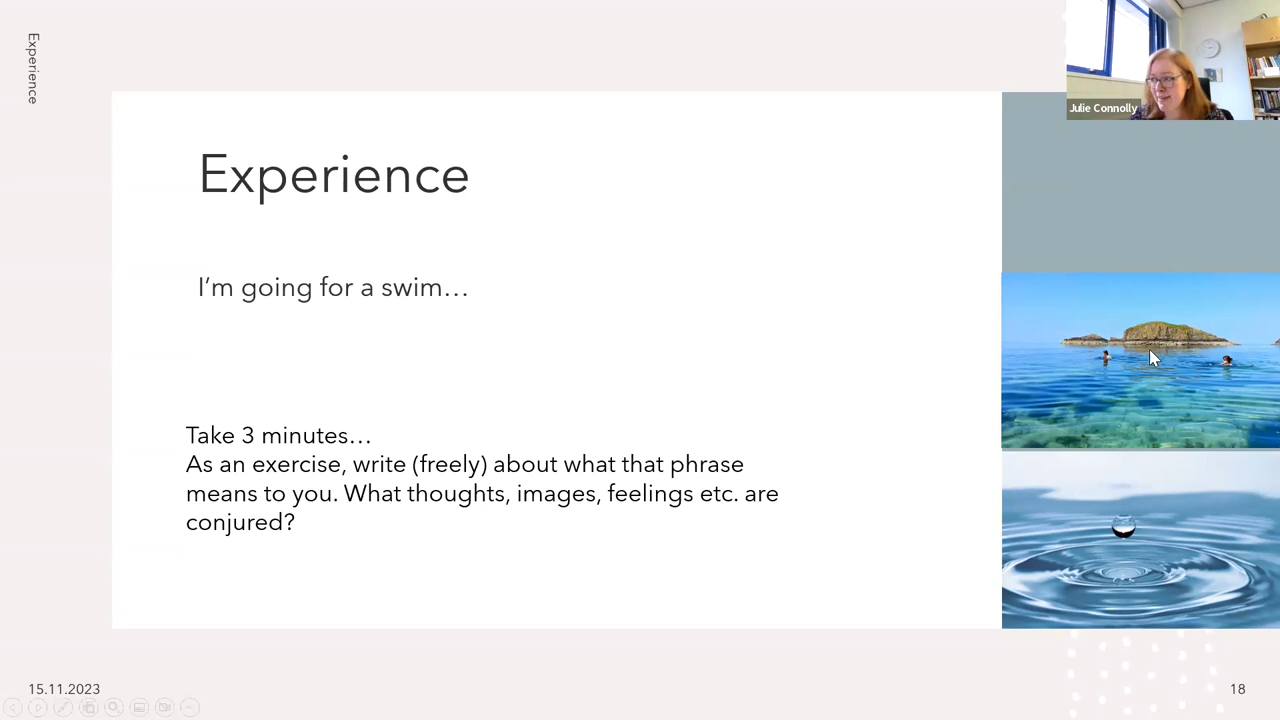 Experience
Julie Connolly
Experience
I'm going for a swim…
Take 3 minutes…
As an exercise, write (freely) about what that phrase
means to you. What thoughts, images, feelings etc. are
conjured?
15.11.2023
18